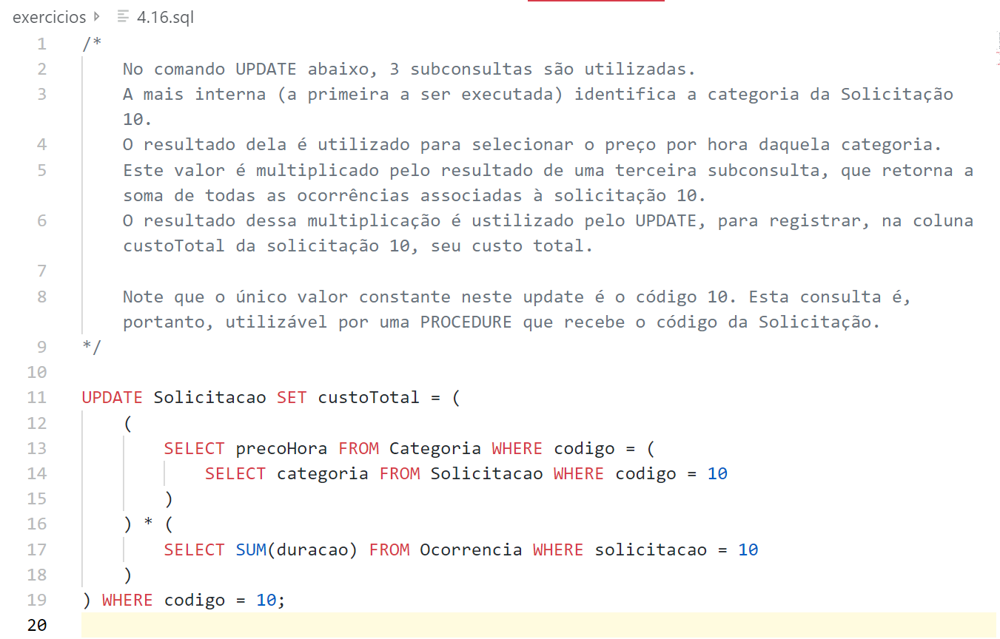 exercicios 4.16.sql
1 /*
2 No comando UPDATE abaixo, 3 subconsultas são utilizadas.
3 A mais interna (a primeira a ser executada) identifica a categoria da Solicitação
10.
4 O resultado dela é utilizado para selecionar o preço por hora daquela categoria.
5 Este valor é multiplicado pelo resultado de uma terceira subconsulta, que retorna a
soma de todas as ocorrências associadas à solicitação 10.
6 O resultado dessa multiplicação é ustilizado pelo UPDATE, para registrar, na coluna
custoTotal da solicitação 10, seu custo total.
7
8 Note que o único valor constante neste update é o código 10. Esta consulta é,
portanto, utilizável por uma PROCEDURE que recebe o código da Solicitação.
9 */
10
11 UPDATE Solicitacao SET custoTotal = (
12 (
13 SELECT precoHora FROM Categoria WHERE codigo = (
14 SELECT categoria FROM Solicitacao WHERE codigo = 10
15 )
16 ) * (
17 SELECT SUM(duracao) FROM Ocorrencia WHERE solicitacao = 10
18 )
19 ) WHERE codigo = 10;
20